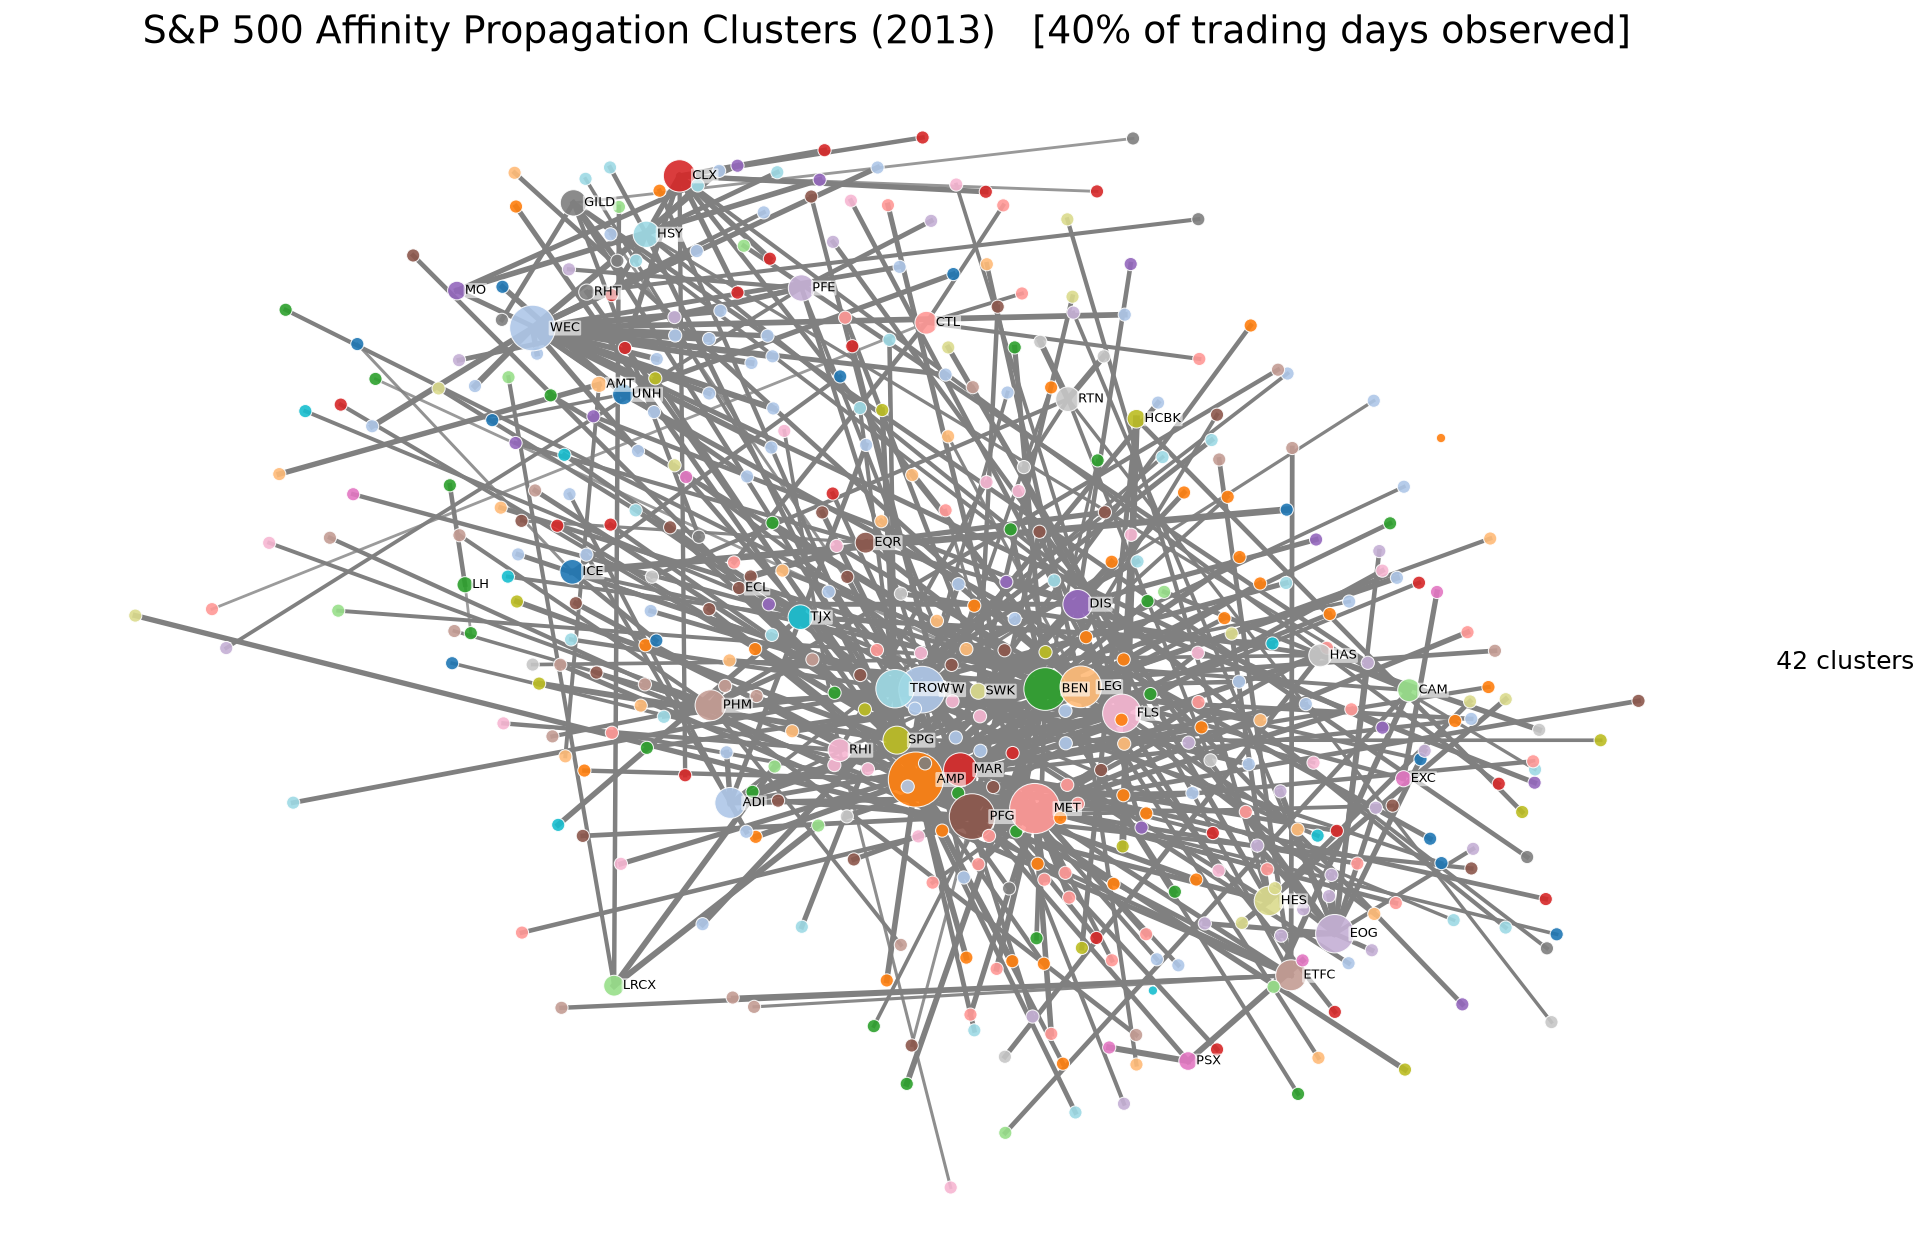 S&P 500 Affinity Propagation Clusters (2013)   [40% of trading days observed]
CLX
GILD
HSY
MO
RHT
PFE
WEC
CTL
AMT
UNH
RTN
HCBK
EQR
ICE
LH
ECL
DIS
TJX
HAS
42 clusters
TROW
W
SWK
BEN
LEG
CAM
PHM
FLS
SPG
RHI
MAR
AMP
EXC
ADI
MET
PFG
HES
EOG
ETFC
LRCX
PSX